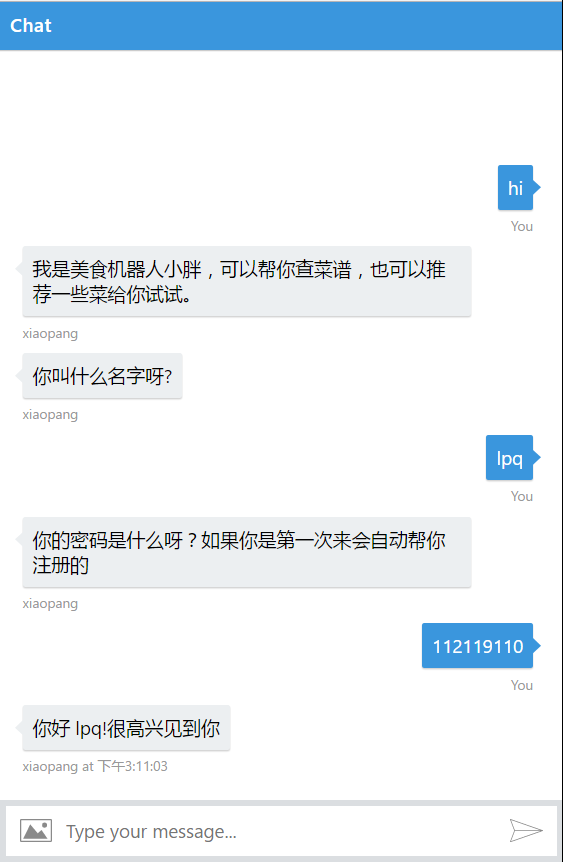 Chat
hi
You
我是美食机器人小胖，可以帮你查菜谱，也可以推
荐一些菜给你试试。
xiaopang
你叫什么名字呀?
xiaopang
lpq
You
你的密码是什么呀？如果你是第一次来会自动帮你
注册的
xiaopang
112119110
You
你好 lpq!很高兴见到你
xiaopang at 下午3:11:03
Type your message...